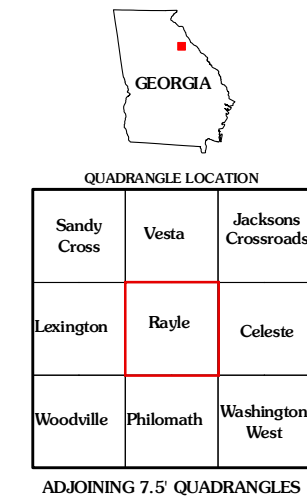 GEORGIA
QUADRANGLE LOCATION
Sandy
Cross
Vesta
Jacksons
Crossroads
Lexington
Rayle
Celeste
Woodville
Philomath
Washington
West
ADJOINING 7.5' QUADRANGLES